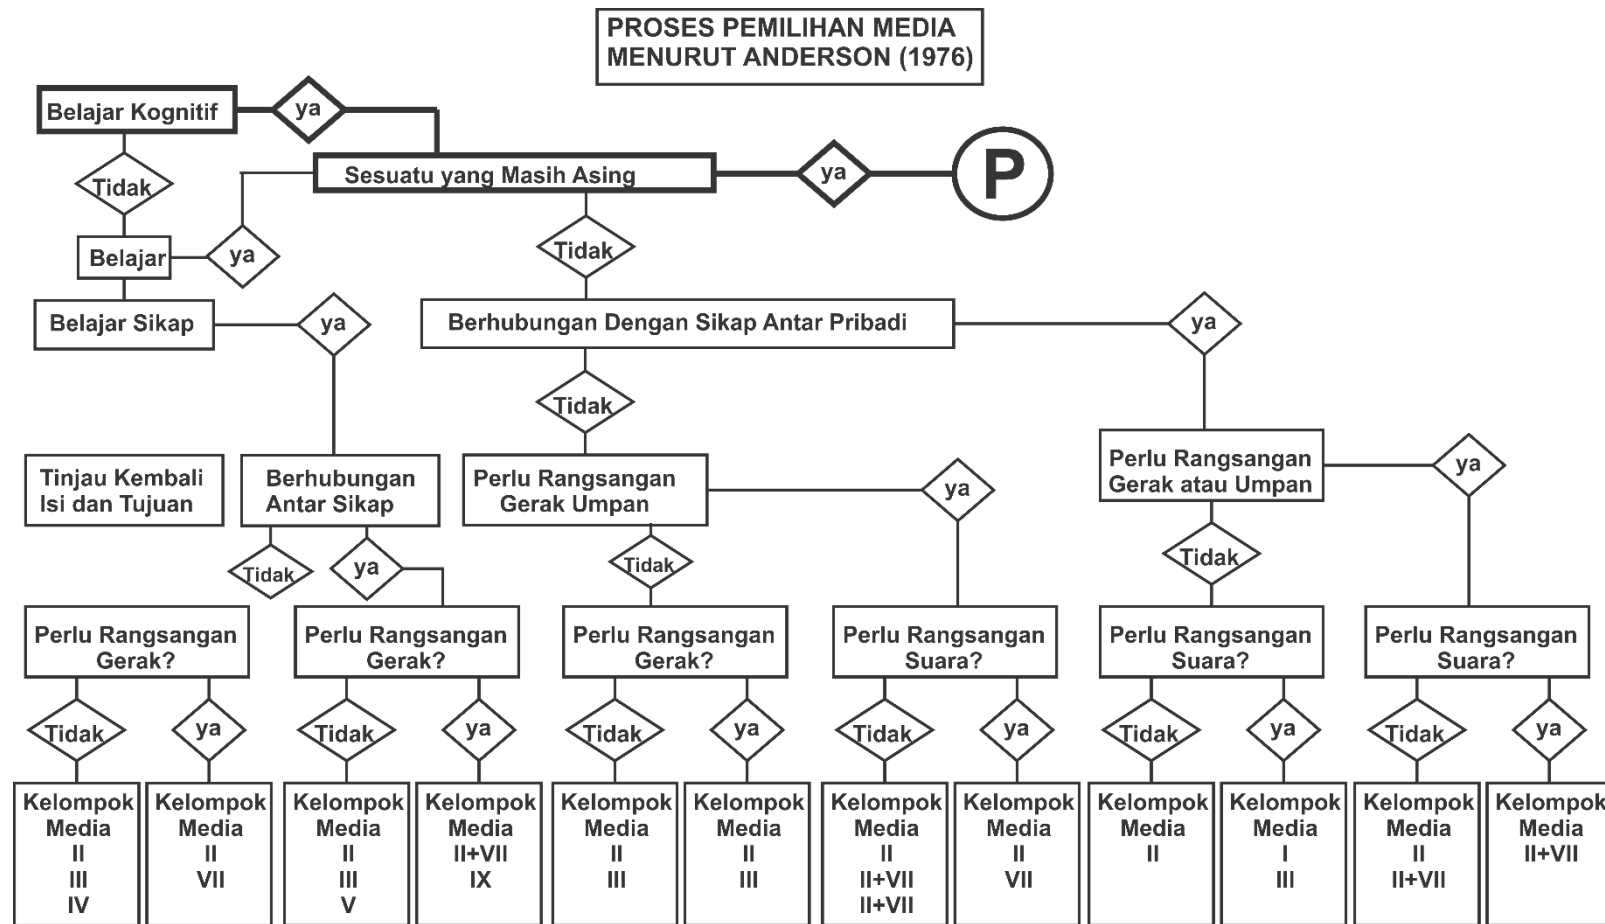 PROSES PEMILIHAN MEDIA
MENURUT ANDERSON (1976)
Belajar Kognitif
ya
Sesuatu yang Masih Asing
ya
P
Tidak
Belajar
ya
Tidak
Belajar Sikap
ya
Berhubungan Dengan Sikap Antar Pribadi
ya
Tidak
Tinjau Kembali
Isi dan Tujuan
Berhubungan
Antar Sikap
Perlu Rangsangan
Gerak Umpan
ya
Perlu Rangsangan
Gerak atau Umpan
ya
Tidak
ya
Tidak
Tidak
Perlu Rangsangan
Gerak?
Perlu Rangsangan
Gerak?
Perlu Rangsangan
Gerak?
Perlu Rangsangan
Suara?
Perlu Rangsangan
Suara?
Perlu Rangsangan
Suara?
Tidak
ya
Tidak
ya
Tidak
ya
Tidak
ya
Tidak
ya
Tidak
ya
Kelompok
Media
II
III
IV
Kelompok
Media
II
VII
Kelompok
Media
II
III
V
Kelompok
Media
II+VII
IX
Kelompok
Media
II
III
Kelompok
Media
II
III
Kelompok
Media
II
II+VII
II+VII
Kelompok
Media
II
VII
Kelompok
Media
II
Kelompok
Media
I
III
Kelompok
Media
II
II+VII
Kelompok
Media
II+VII